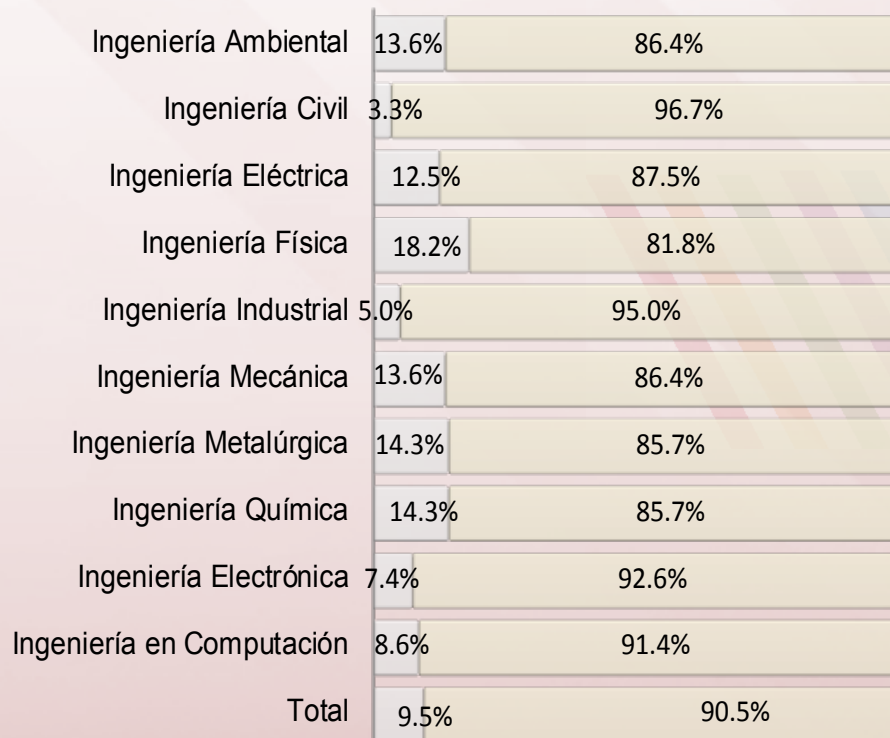 Ingeniería Ambental 13.6% 86.4%
Ingeniería Civil 3.3% 96.7%
Ingeniería Eléctrica 12.5% 87.5%
Ingeniería Física 18.2% 81.8%
Ingeniería Industrial 5.0% 95.0%
Ingeniería Mecánica 13.6% 86.4%
Ingeniería Metalúrgica 14.3% 85.7%
Ingeniería Química 14.3% 85.7%
Ingeniería Electrónica 7.4% 92.6%
Ingeniería en Computación 8.6% 91.4%
Total 9.5% 90.5%